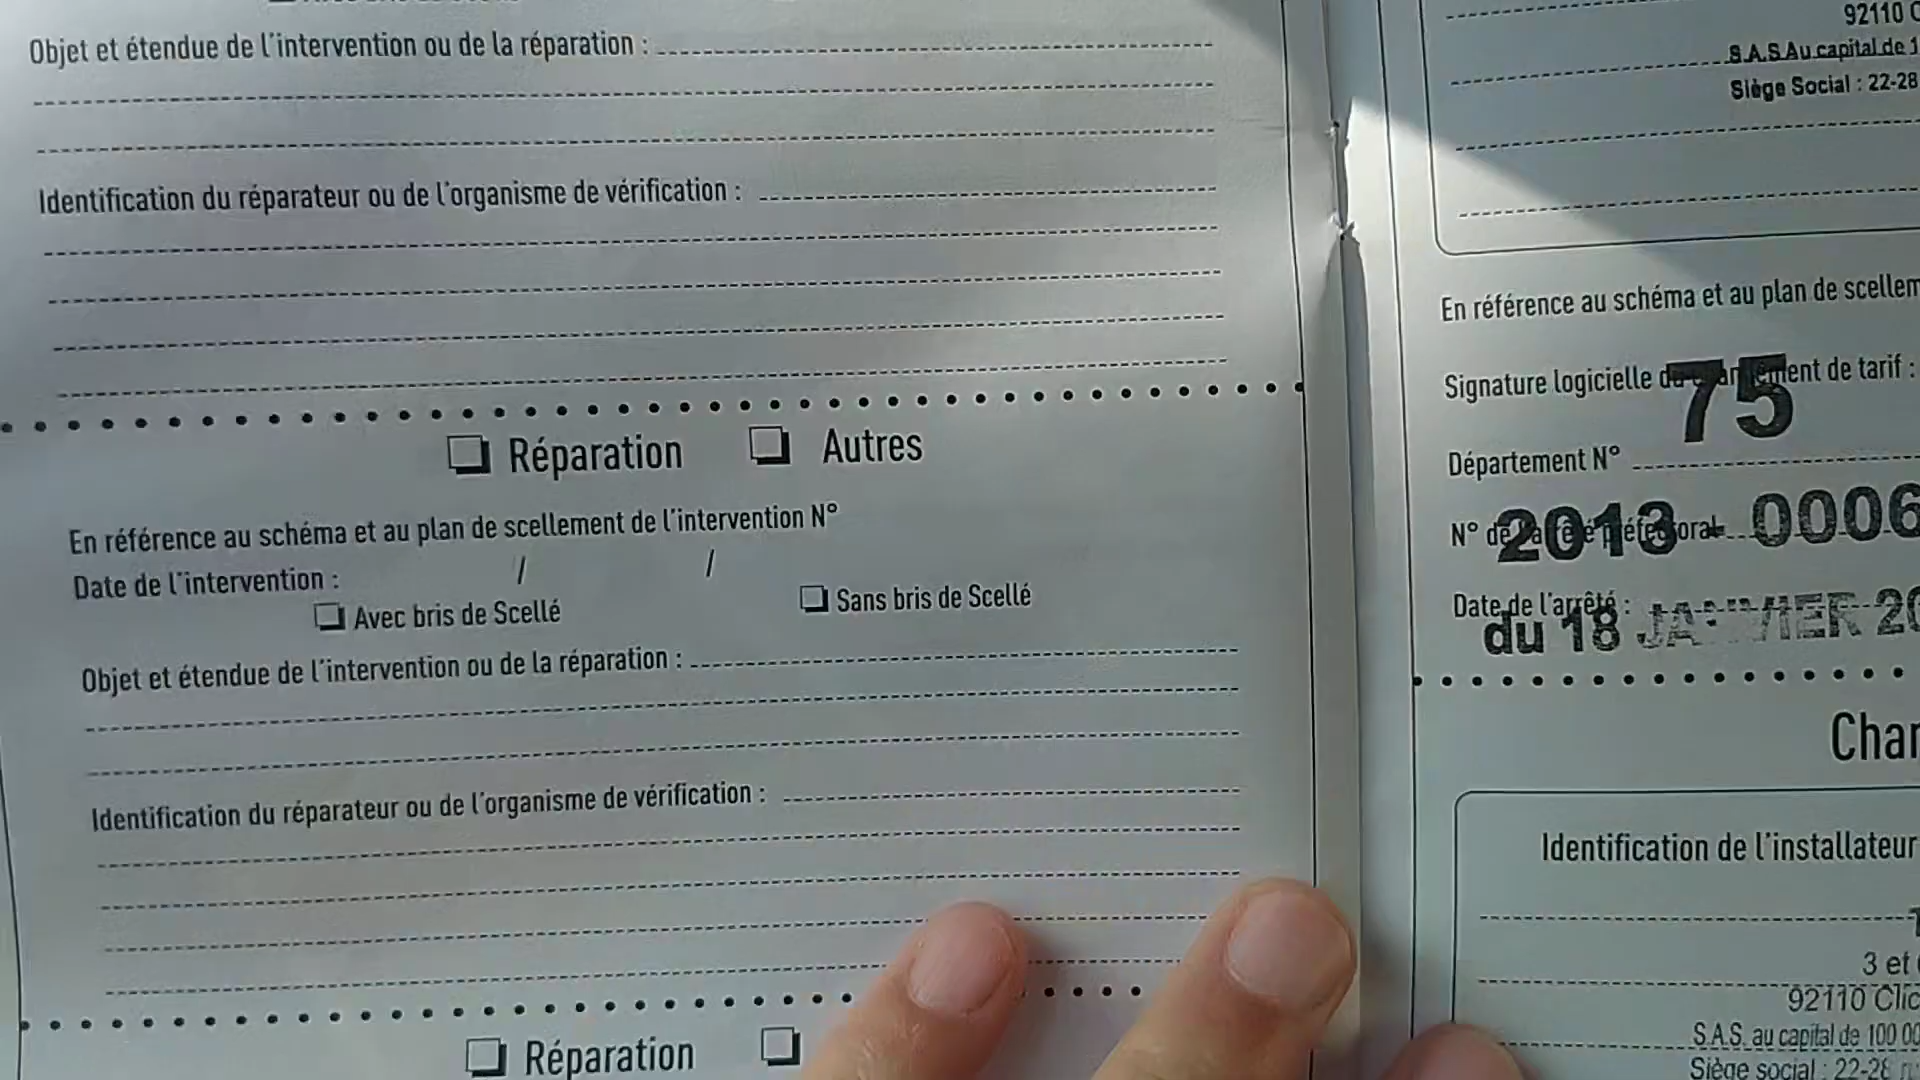 Objet et étendue de l'intervention ou de la réparation :
Identification du réparateur ou de l'organisme de vérification :
Réparation Autres
En référence au schéma et au plan de scellement de l'intervention N°
Date de l'intervention : / /
Avec bris de Scellé Sans bris de Scellé
Objet et étendue de l'intervention ou de la réparation :
Identification du réparateur ou de l'organisme de vérification :
Réparation
92110 C
S.A.S Au capital de 1
Siège Social : 22-28
En référence au schéma et au plan de scellem
Signature logicielle du changement de tarif :
75
Département N°
N° de l'arrêté préfectoral
2013 0006
Date de l'arrêté :
du 18 JANVIER 20
Char
Identification de l'installateur
3 et
92110 Clic
S.A.S. au capital de 100 00
Siège social : 22-28